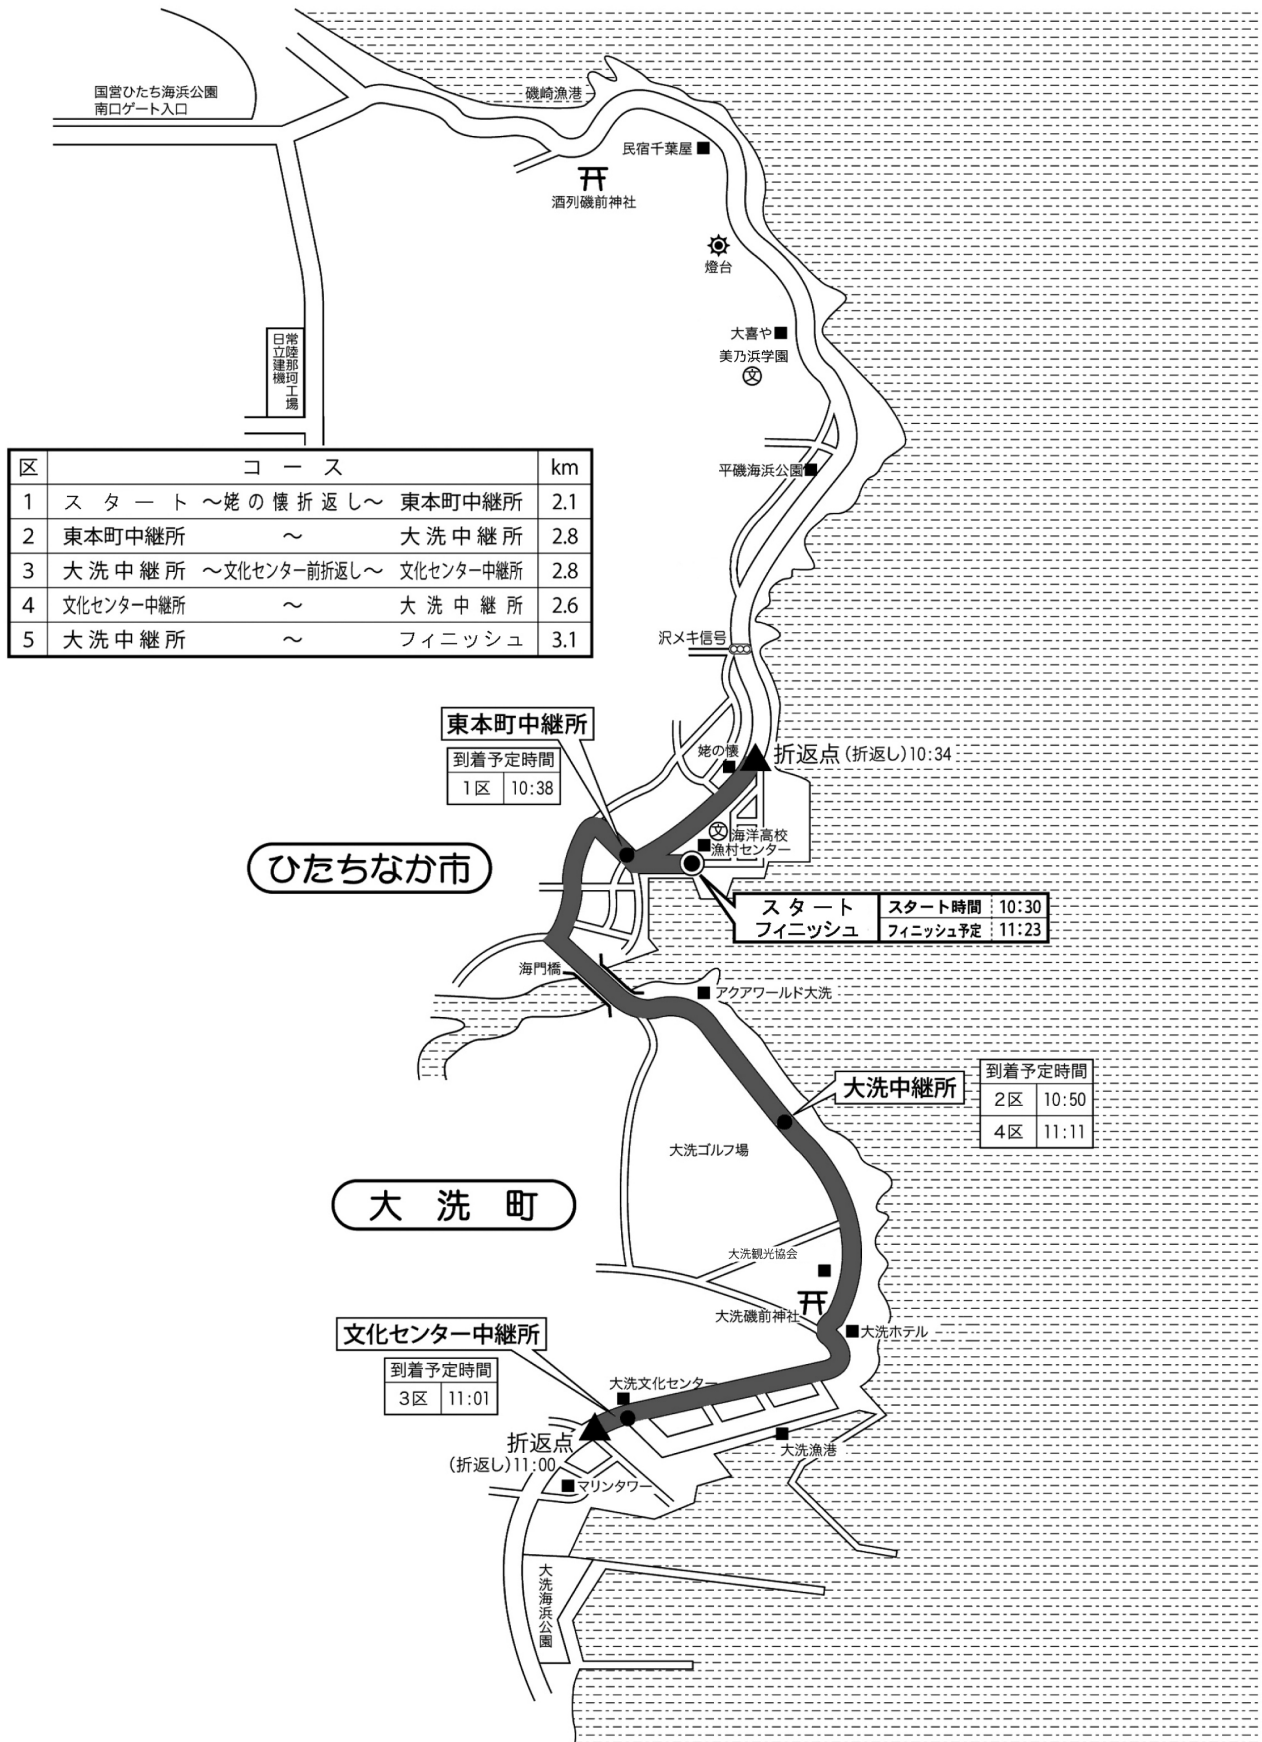 国営ひたち海浜公園
南口ゲート入口
磯崎漁港
民宿千葉屋
酒列磯前神社
燈台
大喜や
美乃浜学園
文
常陸那珂工場
日立建機
平磯海浜公園
区 コース km
1 スタート ～姥の懐折返し～ 東本町中継所 2.1
2 東本町中継所 ～ 大洗中継所 2.8
3 大洗中継所 ～文化センター前折返し～ 文化センター中継所 2.8
4 文化センター中継所 ～ 大洗中継所 2.6
5 大洗中継所 ～ フィニッシュ 3.1
沢メキ信号
東本町中継所
到着予定時間
1区 10:38
姥の懐
折返点(折返し)10:34
文
海洋高校
漁村センター
ひたちなか市
スタート
フィニッシュ
スタート時間 10:30
フィニッシュ予定 11:23
海門橋
アクアワールド大洗
大洗中継所
到着予定時間
2区 10:50
4区 11:11
大洗ゴルフ場
大洗町
大洗観光協会
大洗磯前神社
大洗ホテル
文化センター中継所
到着予定時間
3区 11:01
大洗文化センター
折返点
(折返し)11:00
大洗漁港
マリンタワー
大洗海浜公園